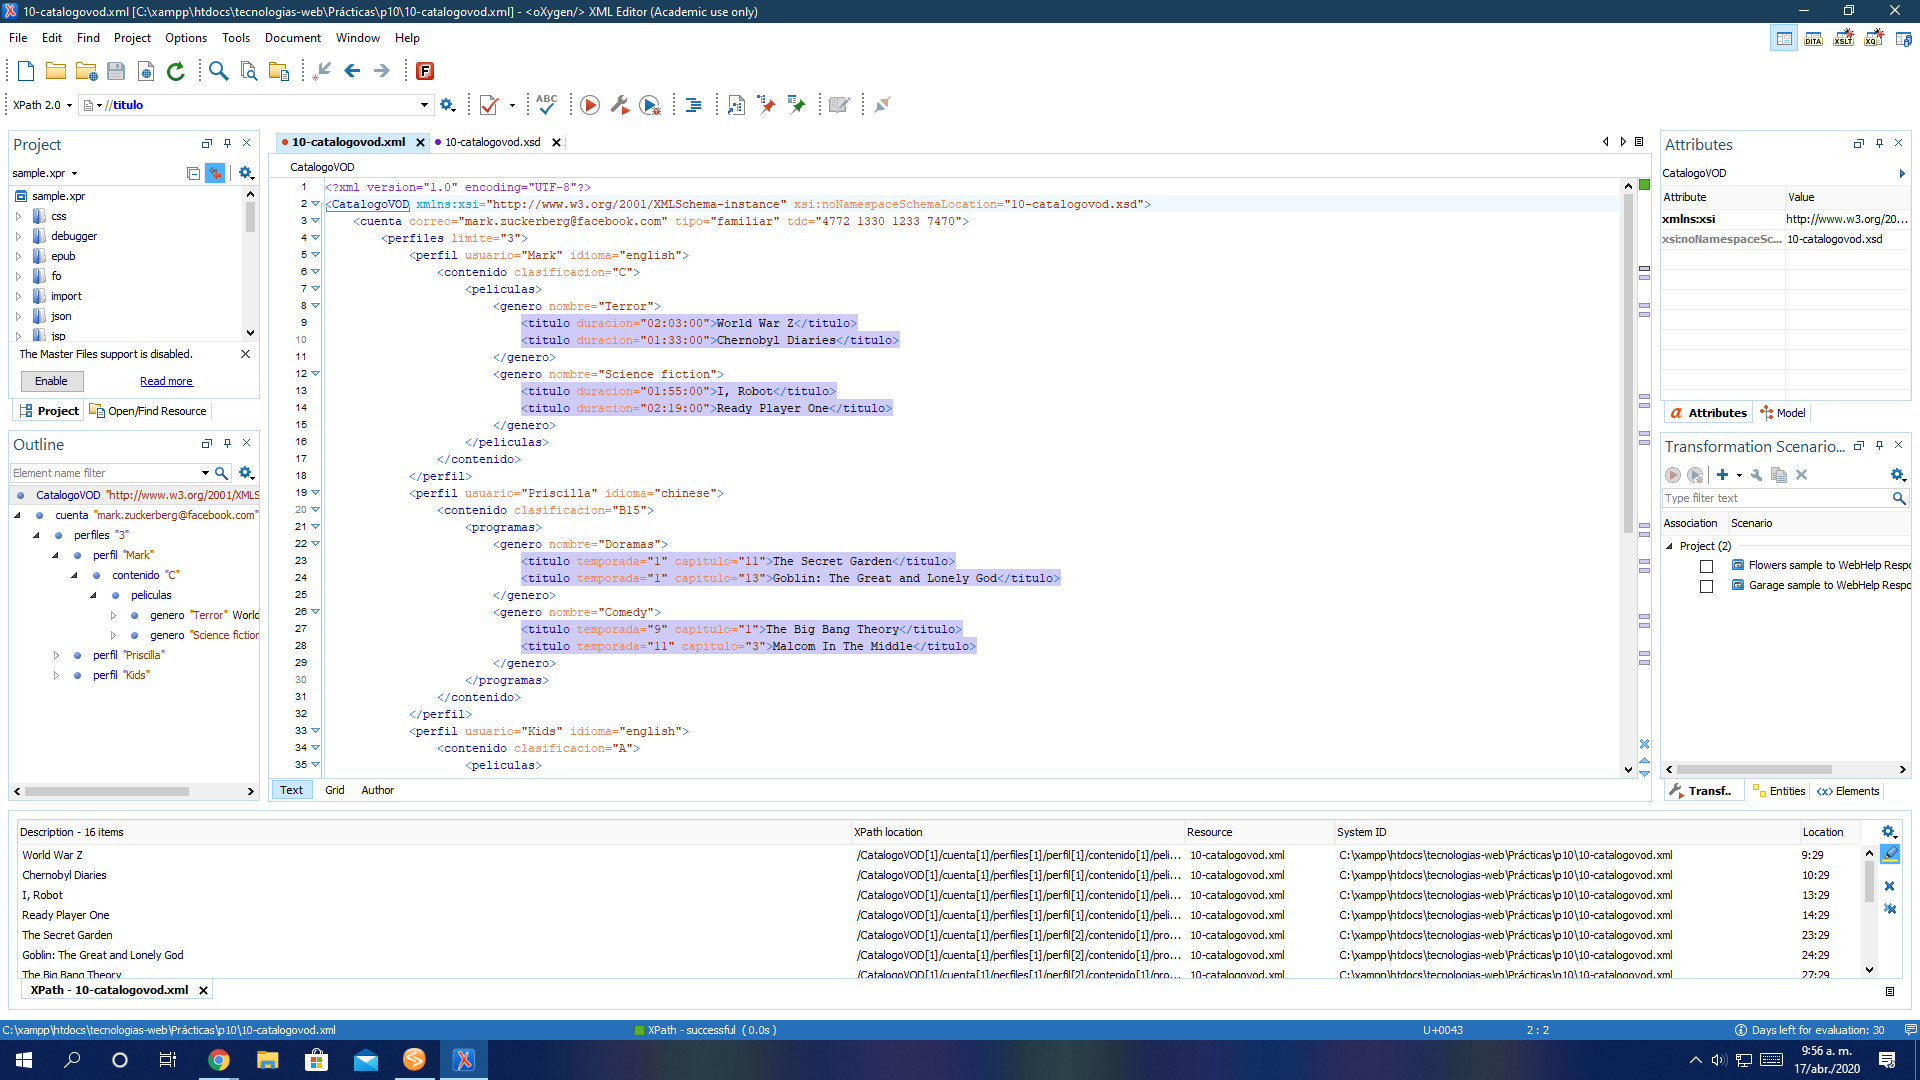 10-catalogovod.xml [C:\xampp\htdocs\tecnologias-web\Prácticas\p10\10-catalogovod.xml] - <oXygen/> XML Editor (Academic use only)
File Edit Find Project Options Tools Document Window Help
DITA XSLT XQ
XPath 2.0 //titulo ABC
Project
sample.xpr
sample.xpr
css
debugger
epub
fo
import
json
jsp
The Master Files support is disabled.
Enable Read more
Project Open/Find Resource
Outline
Element name filter
CatalogoVOD "http://www.w3.org/2001/XMLS
cuenta "mark.zuckerberg@facebook.com"
perfiles "3"
perfil "Mark"
contenido "C"
peliculas
genero "Terror" World
genero "Science fiction
perfil "Priscilla"
perfil "Kids"
10-catalogovod.xml 10-catalogovod.xsd
CatalogoVOD
1 <?xml version="1.0" encoding="UTF-8"?>
2 <CatalogoVOD xmlns:xsi="http://www.w3.org/2001/XMLSchema-instance" xsi:noNamespaceSchemaLocation="10-catalogovod.xsd">
3 <cuenta correo="mark.zuckerberg@facebook.com" tipo="familiar" tdc="4772 1330 1233 7470">
4 <perfiles limite="3">
5 <perfil usuario="Mark" idioma="english">
6 <contenido clasificacion="C">
7 <peliculas>
8 <genero nombre="Terror">
9 <titulo duracion="02:03:00">World War Z</titulo>
10 <titulo duracion="01:33:00">Chernobyl Diaries</titulo>
11 </genero>
12 <genero nombre="Science fiction">
13 <titulo duracion="01:55:00">I, Robot</titulo>
14 <titulo duracion="02:19:00">Ready Player One</titulo>
15 </genero>
16 </peliculas>
17 </contenido>
18 </perfil>
19 <perfil usuario="Priscilla" idioma="chinese">
20 <contenido clasificacion="B15">
21 <programas>
22 <genero nombre="Doramas">
23 <titulo temporada="1" capitulo="11">The Secret Garden</titulo>
24 <titulo temporada="1" capitulo="13">Goblin: The Great and Lonely God</titulo>
25 </genero>
26 <genero nombre="Comedy">
27 <titulo temporada="9" capitulo="1">The Big Bang Theory</titulo>
28 <titulo temporada="11" capitulo="3">Malcom In The Middle</titulo>
29 </genero>
30 </programas>
31 </contenido>
32 </perfil>
33 <perfil usuario="Kids" idioma="english">
34 <contenido clasificacion="A">
35 <peliculas>
Text Grid Author
Attributes
CatalogoVOD
Attribute Value
xmlns:xsi http://www.w3.org/20...
xsi:noNamespaceSc... 10-catalogovod.xsd
Attributes Model
Transformation Scenario...
Type filter text
Association Scenario
Project (2)
Flowers sample to WebHelp Respo
Garage sample to WebHelp Respo
Transf.. Entities Elements
Description - 16 items XPath location Resource System ID Location
World War Z /CatalogoVOD[1]/cuenta[1]/perfiles[1]/perfil[1]/contenido[1]/peli... 10-catalogovod.xml C:\xampp\htdocs\tecnologias-web\Prácticas\p10\10-catalogovod.xml 9:29
Chernobyl Diaries /CatalogoVOD[1]/cuenta[1]/perfiles[1]/perfil[1]/contenido[1]/peli... 10-catalogovod.xml C:\xampp\htdocs\tecnologias-web\Prácticas\p10\10-catalogovod.xml 10:29
I, Robot /CatalogoVOD[1]/cuenta[1]/perfiles[1]/perfil[1]/contenido[1]/peli... 10-catalogovod.xml C:\xampp\htdocs\tecnologias-web\Prácticas\p10\10-catalogovod.xml 13:29
Ready Player One /CatalogoVOD[1]/cuenta[1]/perfiles[1]/perfil[1]/contenido[1]/peli... 10-catalogovod.xml C:\xampp\htdocs\tecnologias-web\Prácticas\p10\10-catalogovod.xml 14:29
The Secret Garden /CatalogoVOD[1]/cuenta[1]/perfiles[1]/perfil[2]/contenido[1]/pro... 10-catalogovod.xml C:\xampp\htdocs\tecnologias-web\Prácticas\p10\10-catalogovod.xml 23:29
Goblin: The Great and Lonely God /CatalogoVOD[1]/cuenta[1]/perfiles[1]/perfil[2]/contenido[1]/pro... 10-catalogovod.xml C:\xampp\htdocs\tecnologias-web\Prácticas\p10\10-catalogovod.xml 24:29
The Big Bang Theory /CatalogoVOD[1]/cuenta[1]/perfiles[1]/perfil[2]/contenido[1]/pro... 10-catalogovod.xml C:\xampp\htdocs\tecnologias-web\Prácticas\p10\10-catalogovod.xml 27:29
XPath - 10-catalogovod.xml
C:\xampp\htdocs\tecnologias-web\Prácticas\p10\10-catalogovod.xml XPath - successful (0.0s) U+0043 2 : 2 Days left for evaluation: 30
9:56 a. m.
17/abr./2020